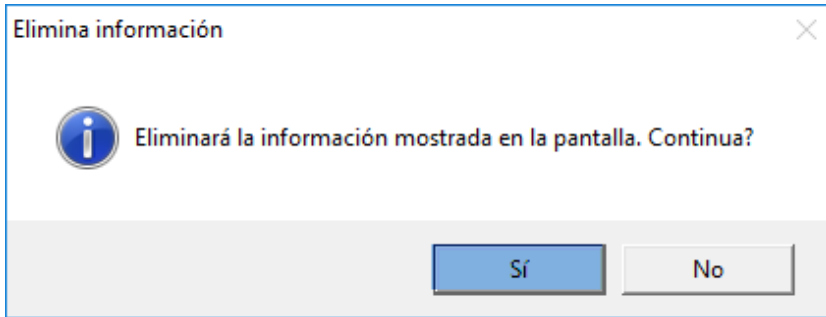 Elimina información
Eliminará la información mostrada en la pantalla. Continua?
Sí
No